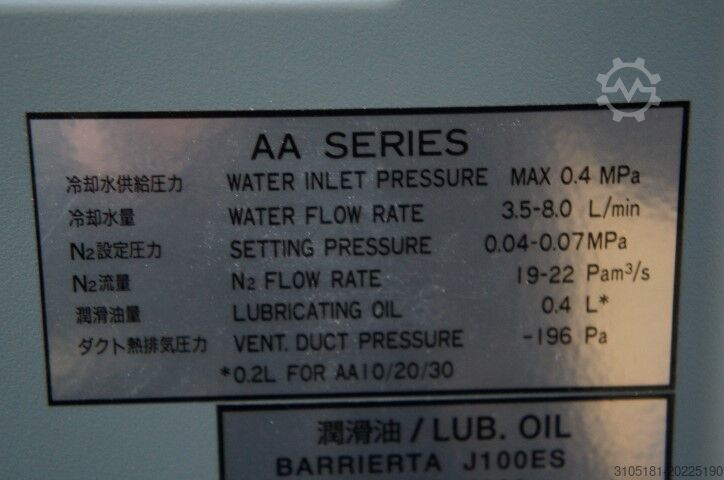 AA SERIES
冷却水供給圧力 WATER INLET PRESSURE MAX 0.4 MPa
冷却水量 WATER FLOW RATE 3.5-8.0 L/min
N₂設定圧力 SETTING PRESSURE 0.04-0.07MPa
N₂流量 N₂ FLOW RATE 19-22 Pam³/s
潤滑油量 LUBRICATING OIL 0.4 L*
ダクト熱排気圧力 VENT. DUCT PRESSURE -196 Pa
*0.2L FOR AA10/20/30
潤滑油 / LUB. OIL
BARRIERTA J100ES
3105181-20225190